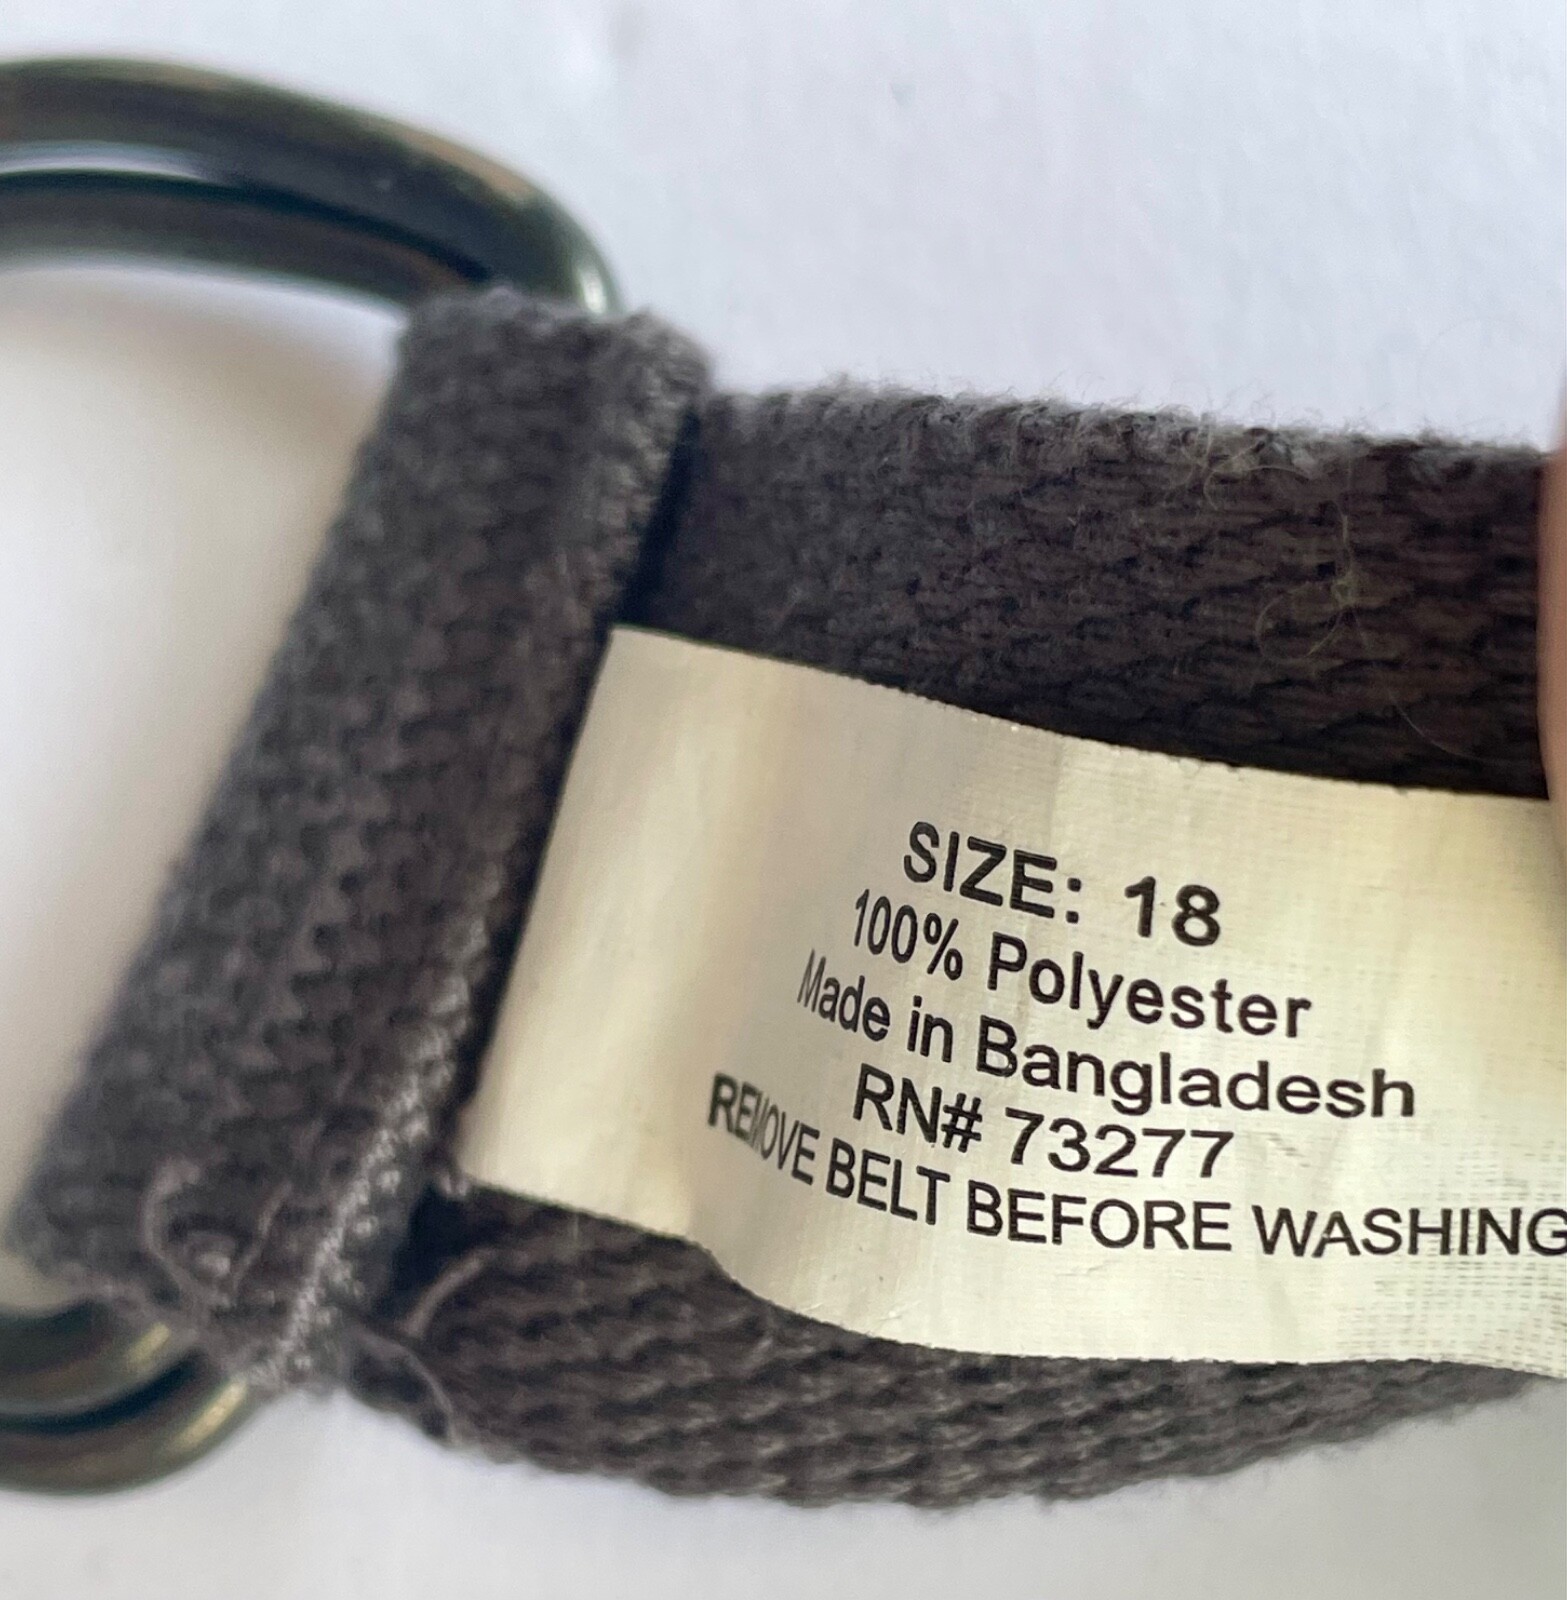 SIZE: 18
100% Polyester
Made in Bangladesh
RN# 73277
REMOVE BELT BEFORE WASHING